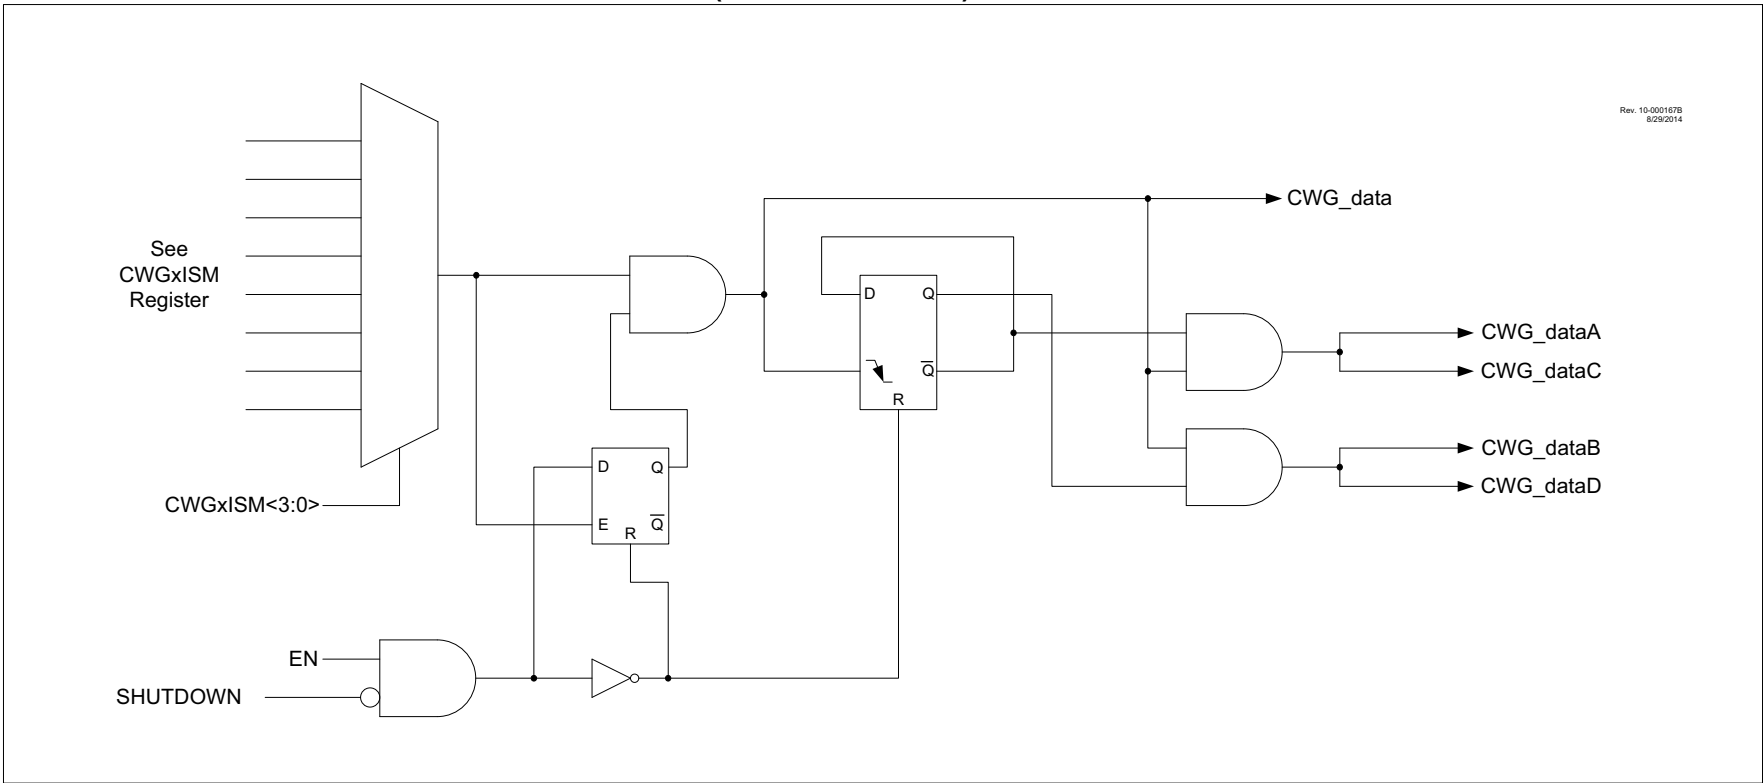 Rev. 10-000167B
8/29/2014
CWG_data
See
CWGxISM
Register
D
Q
Q
R
CWG_dataA
CWG_dataC
CWG_dataB
CWG_dataD
D
Q
E
Q
R
CWGxISM<3:0>
EN
SHUTDOWN